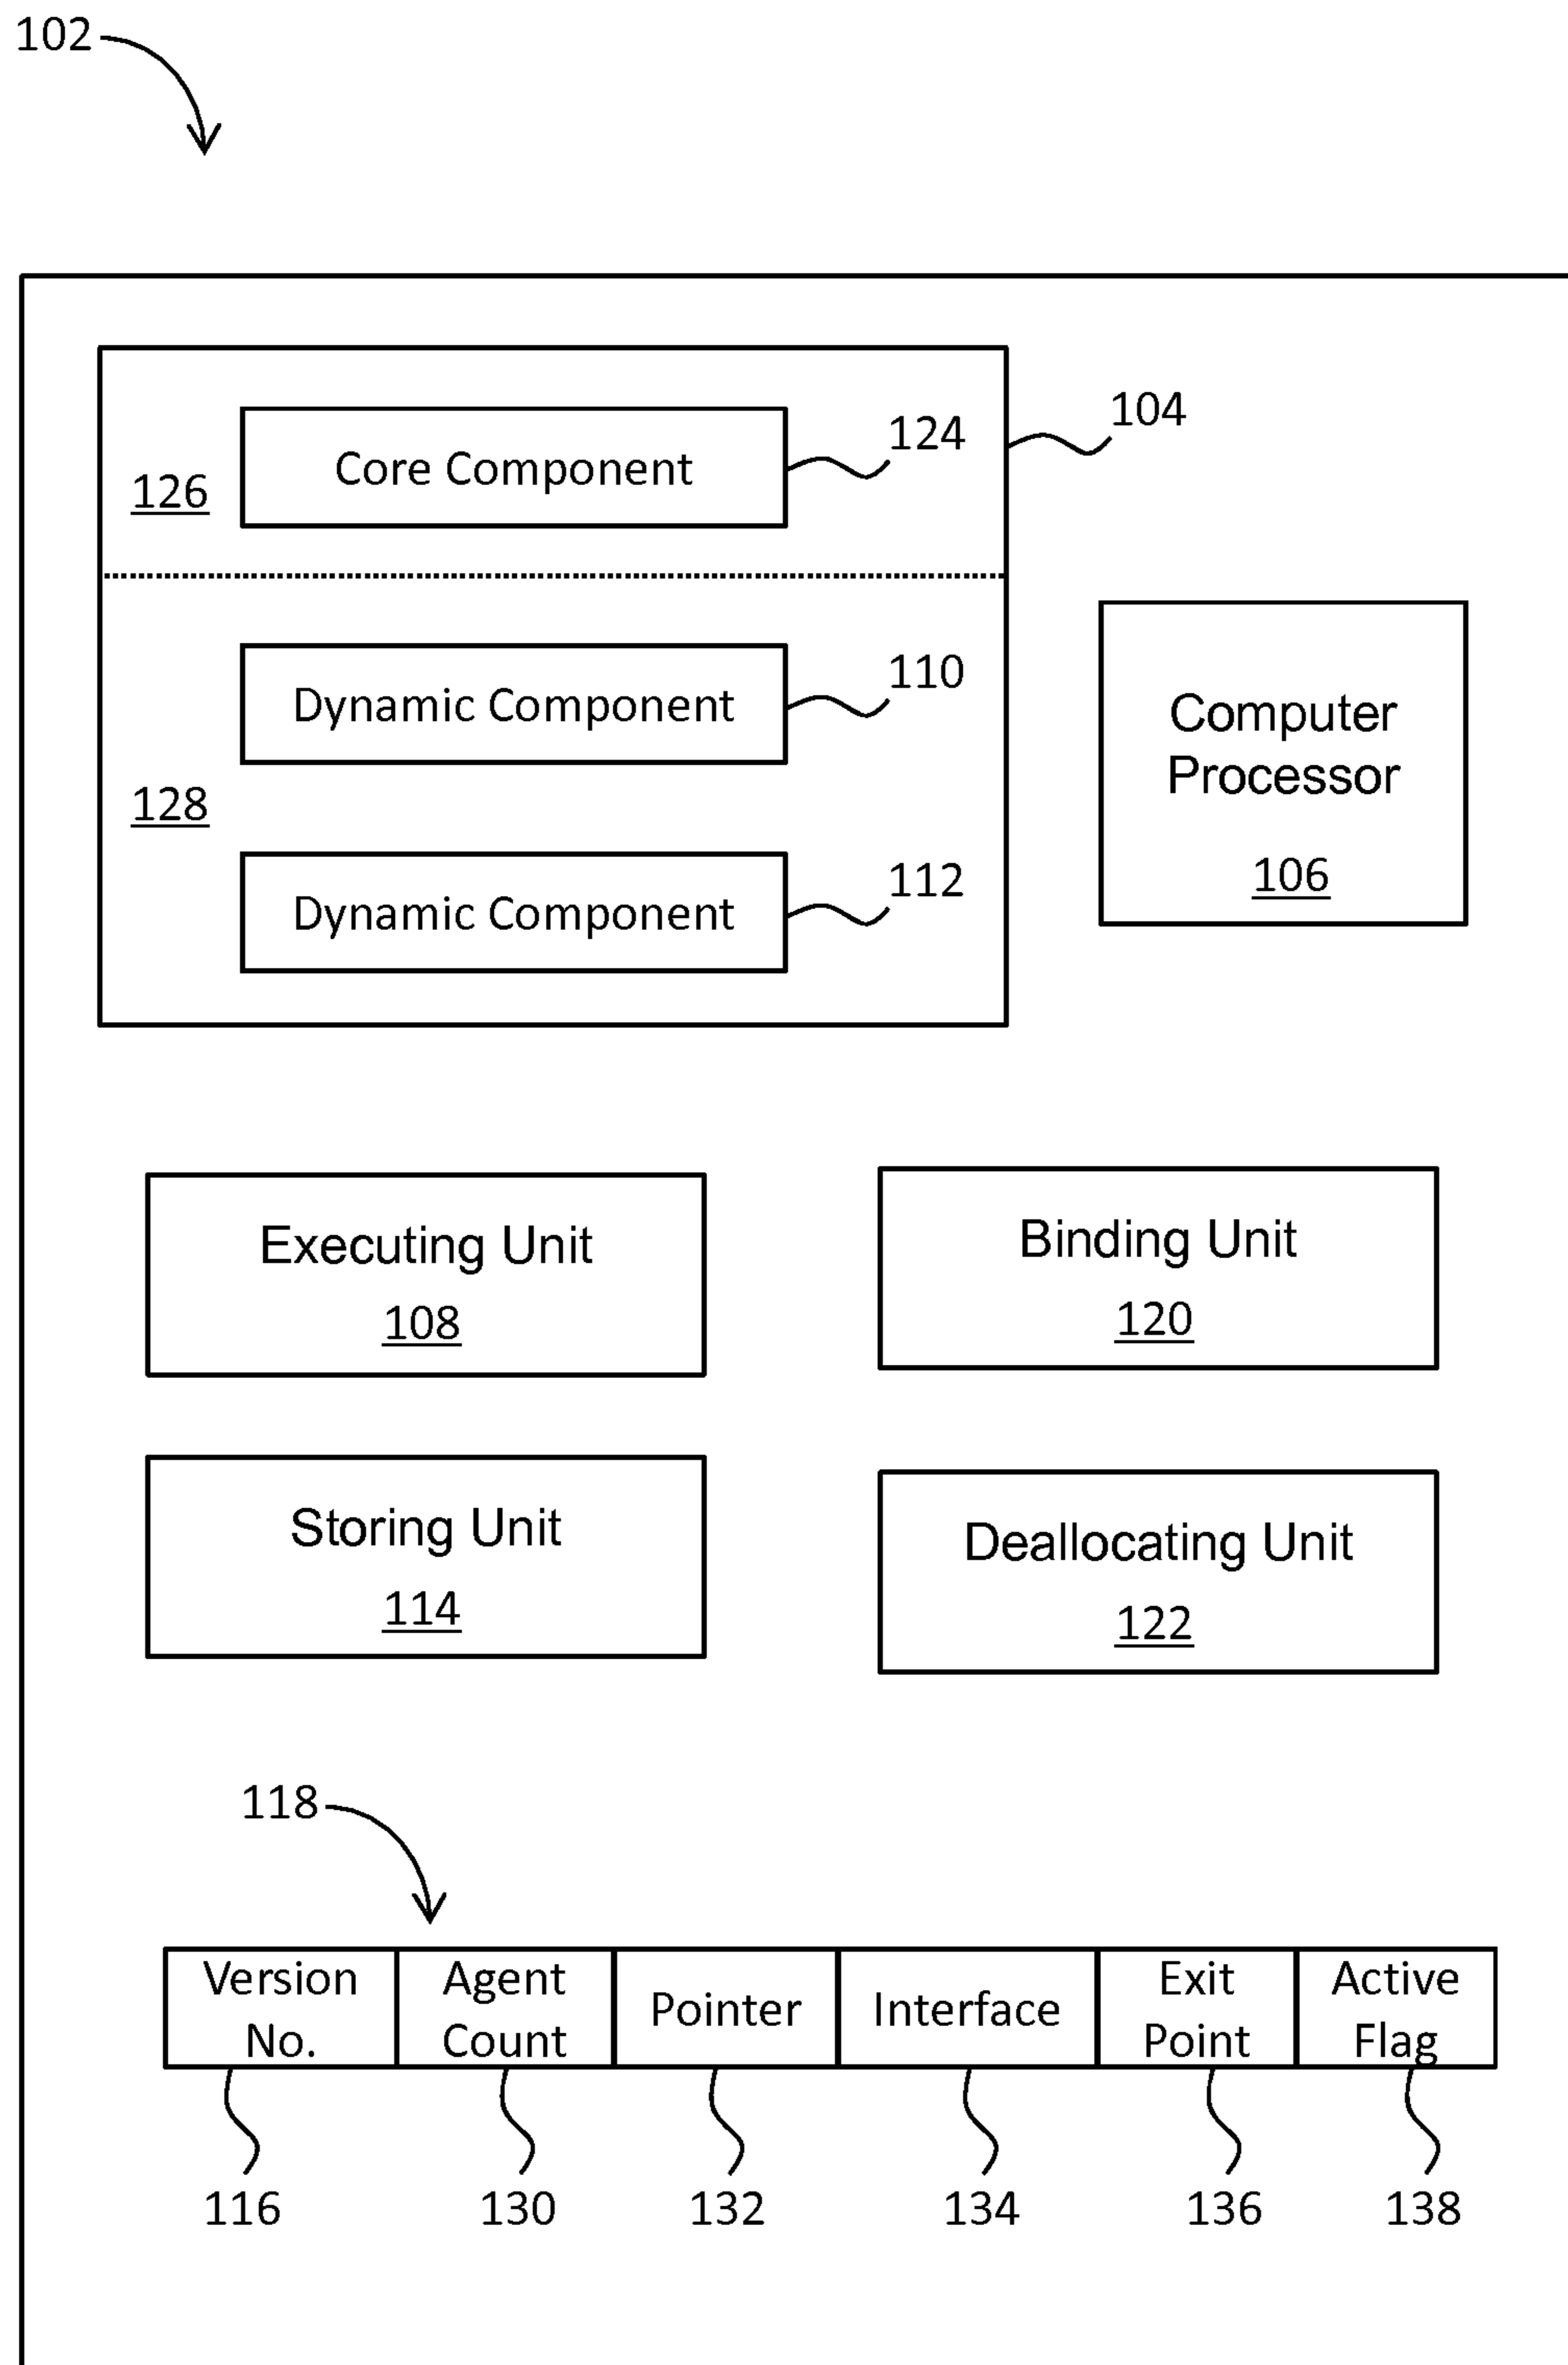 102
104
124
Core Component
126
110
Dynamic Component
128
112
Dynamic Component
Computer
Processor
106
Executing Unit
108
Binding Unit
120
Storing Unit
114
Deallocating Unit
122
118
Version
No.
Agent
Count
Pointer
Interface
Exit
Point
Active
Flag
116
130
132
134
136
138